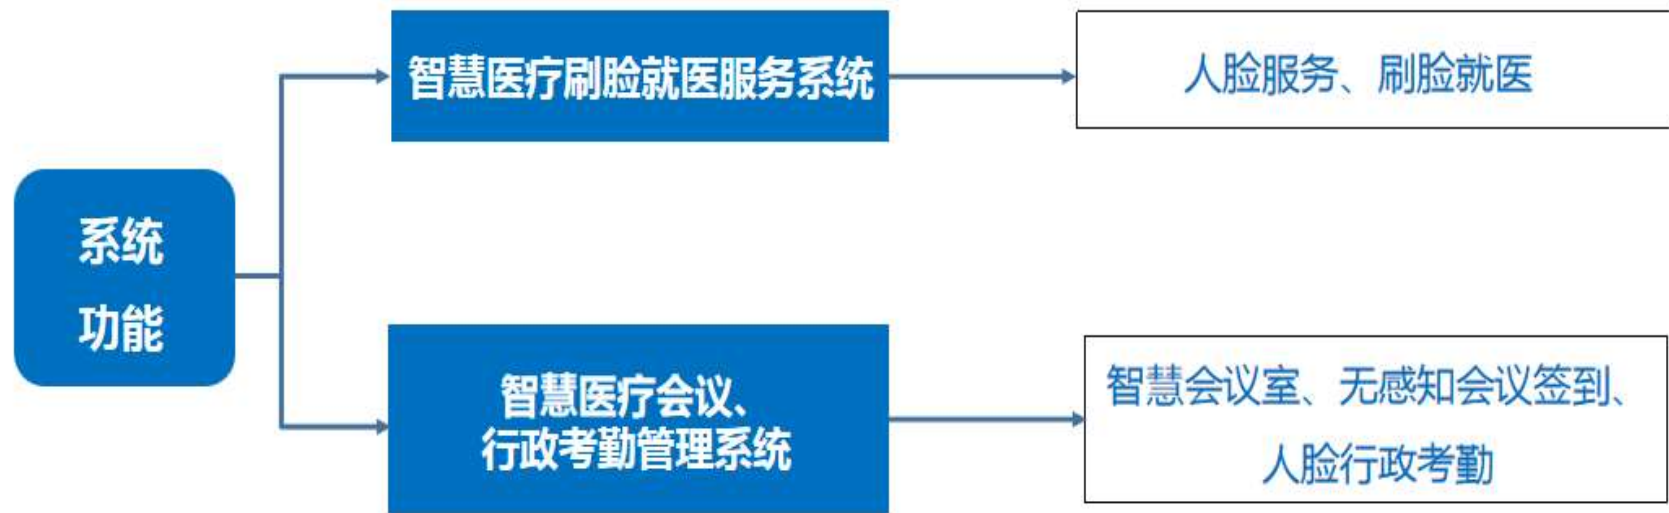 系统
功能
智慧医疗刷脸就医服务系统
人脸服务、刷脸就医
智慧医疗会议、
行政考勤管理系统
智慧会议室、无感知会议签到、
人脸行政考勤